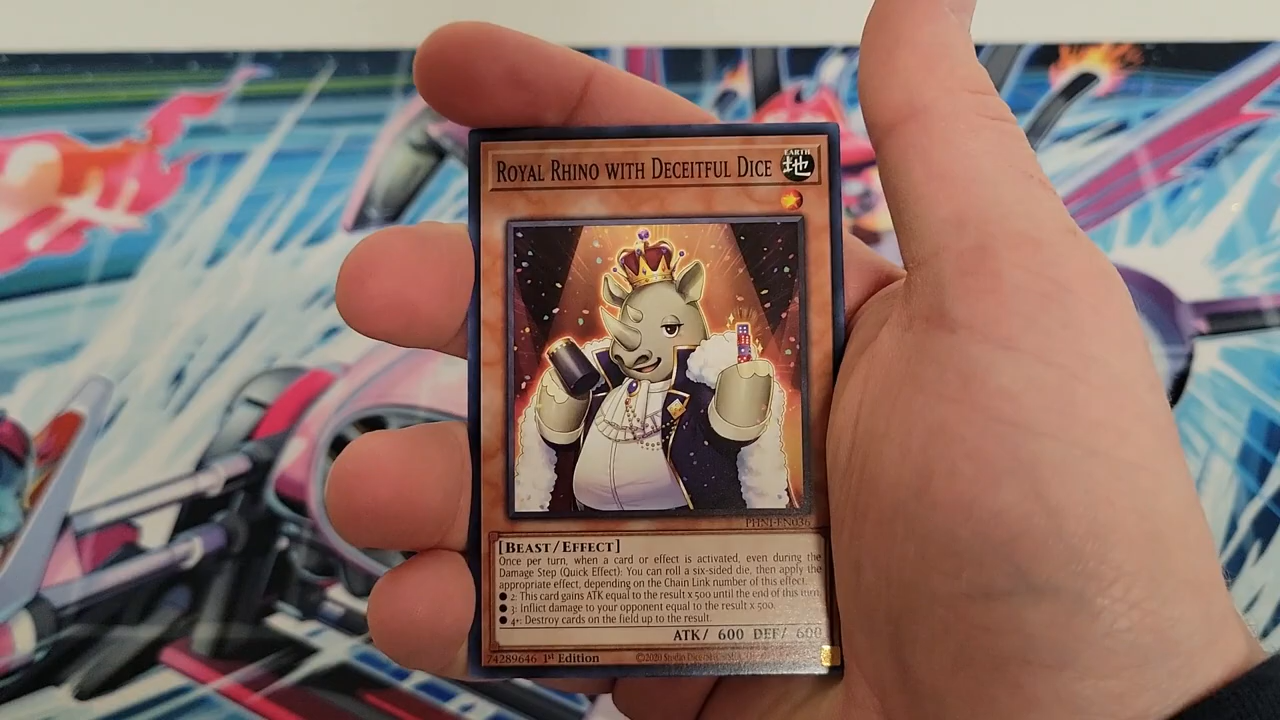 ROYAL RHINO WITH DECEITFUL DICE
EARTH
地
PHNI-EN036
[BEAST/EFFECT]
Once per turn, when a card or effect is activated, even during the
Damage Step (Quick Effect): You can roll a six-sided die, then apply the
appropriate effect, depending on the Chain Link number of this effect.
● 2: This card gains ATK equal to the result x 500 until the end of this turn.
● 3: Inflict damage to your opponent equal to the result x 500.
● 4+: Destroy cards on the field up to the result.
ATK/ 600 DEF/ 600
74289646 1st Edition ©2020 Studio Dice